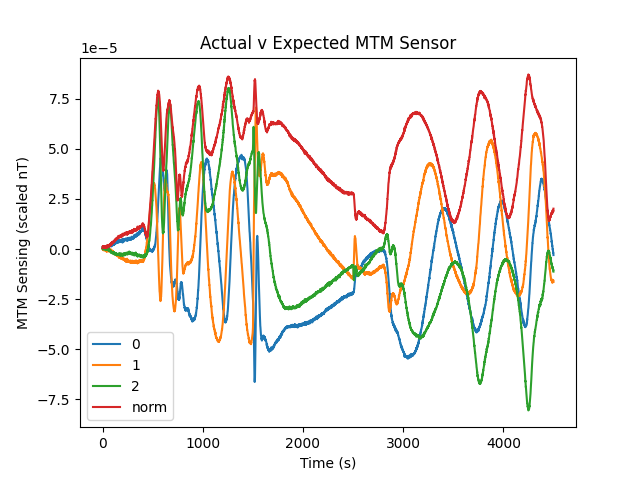 Actual v Expected MTM Sensor
1e−5
7.5
5.0
2.5
0.0
−2.5
−5.0
−7.5
MTM Sensing (scaled nT)
0
1
2
norm
0 1000 2000 3000 4000
Time (s)